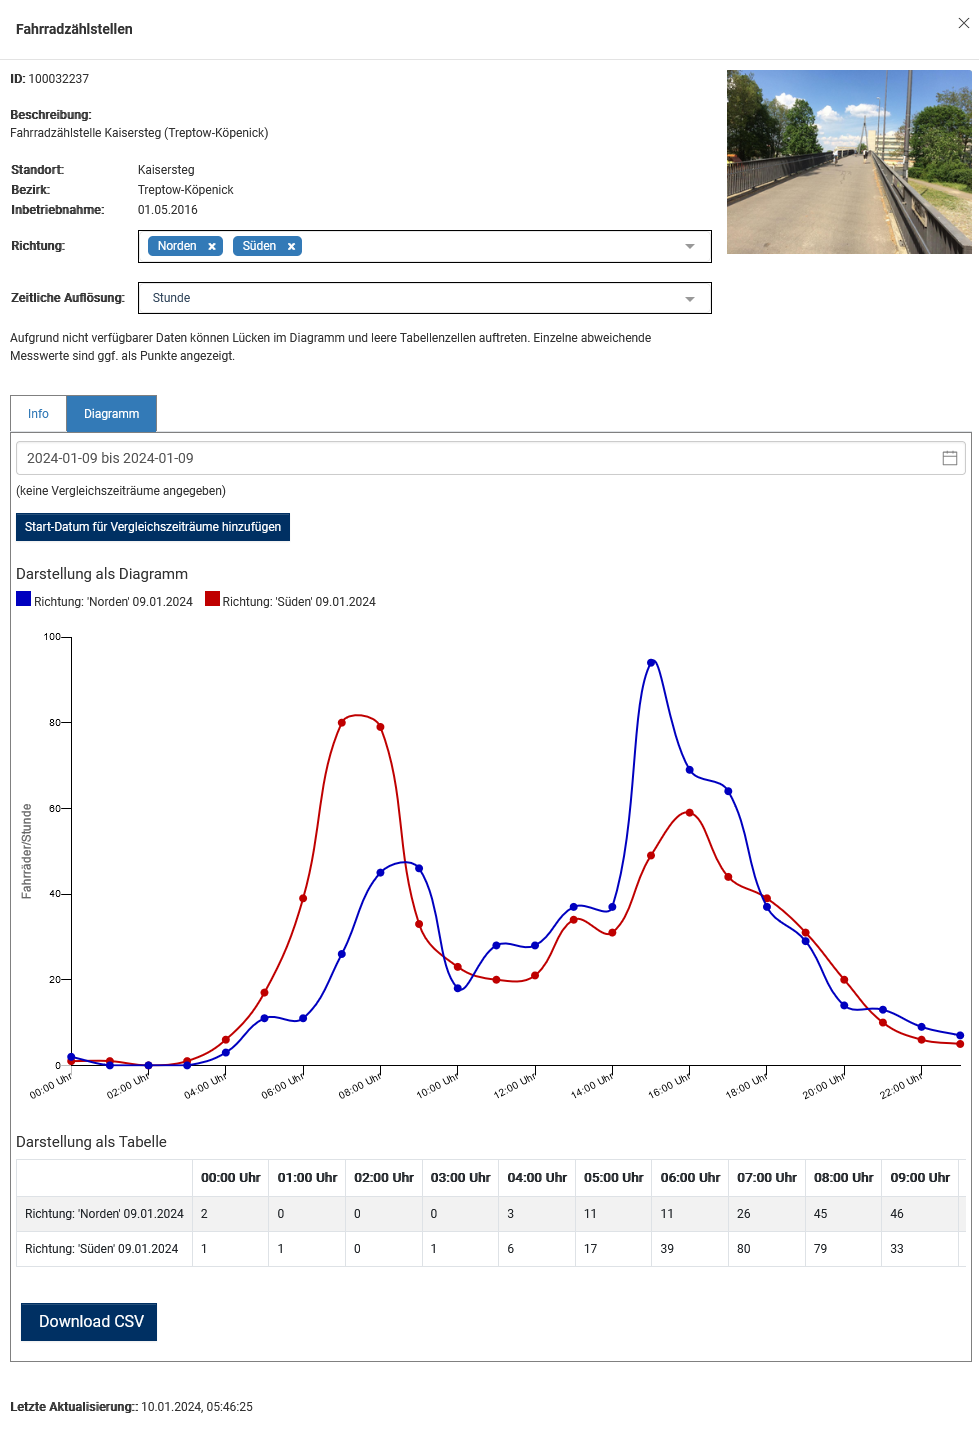 Fahrradzählstellen
ID: 100032237
Beschreibung:
Fahrradzählstelle Kaisersteg (Treptow-Köpenick)
Standort: Kaisersteg
Bezirk: Treptow-Köpenick
Inbetriebnahme: 01.05.2016
Richtung: Norden × Süden ×
Zeitliche Auflösung: Stunde
Aufgrund nicht verfügbarer Daten können Lücken im Diagramm und leere Tabellenzellen auftreten. Einzelne abweichende
Messwerte sind ggf. als Punkte angezeigt.
Info Diagramm
2024-01-09 bis 2024-01-09
(keine Vergleichszeiträume angegeben)
Start-Datum für Vergleichszeiträume hinzufügen
Darstellung als Diagramm
Richtung: 'Norden' 09.01.2024 Richtung: 'Süden' 09.01.2024
100
80
60
40
20
0
Fahrräder/Stunde
00:00 Uhr 02:00 Uhr 04:00 Uhr 06:00 Uhr 08:00 Uhr 10:00 Uhr 12:00 Uhr 14:00 Uhr 16:00 Uhr 18:00 Uhr 20:00 Uhr 22:00 Uhr
Darstellung als Tabelle
00:00 Uhr 01:00 Uhr 02:00 Uhr 03:00 Uhr 04:00 Uhr 05:00 Uhr 06:00 Uhr 07:00 Uhr 08:00 Uhr 09:00 Uhr
Richtung: 'Norden' 09.01.2024 2 0 0 0 3 11 11 26 45 46
Richtung: 'Süden' 09.01.2024 1 1 0 1 6 17 39 80 79 33
Download CSV
Letzte Aktualisierung:: 10.01.2024, 05:46:25